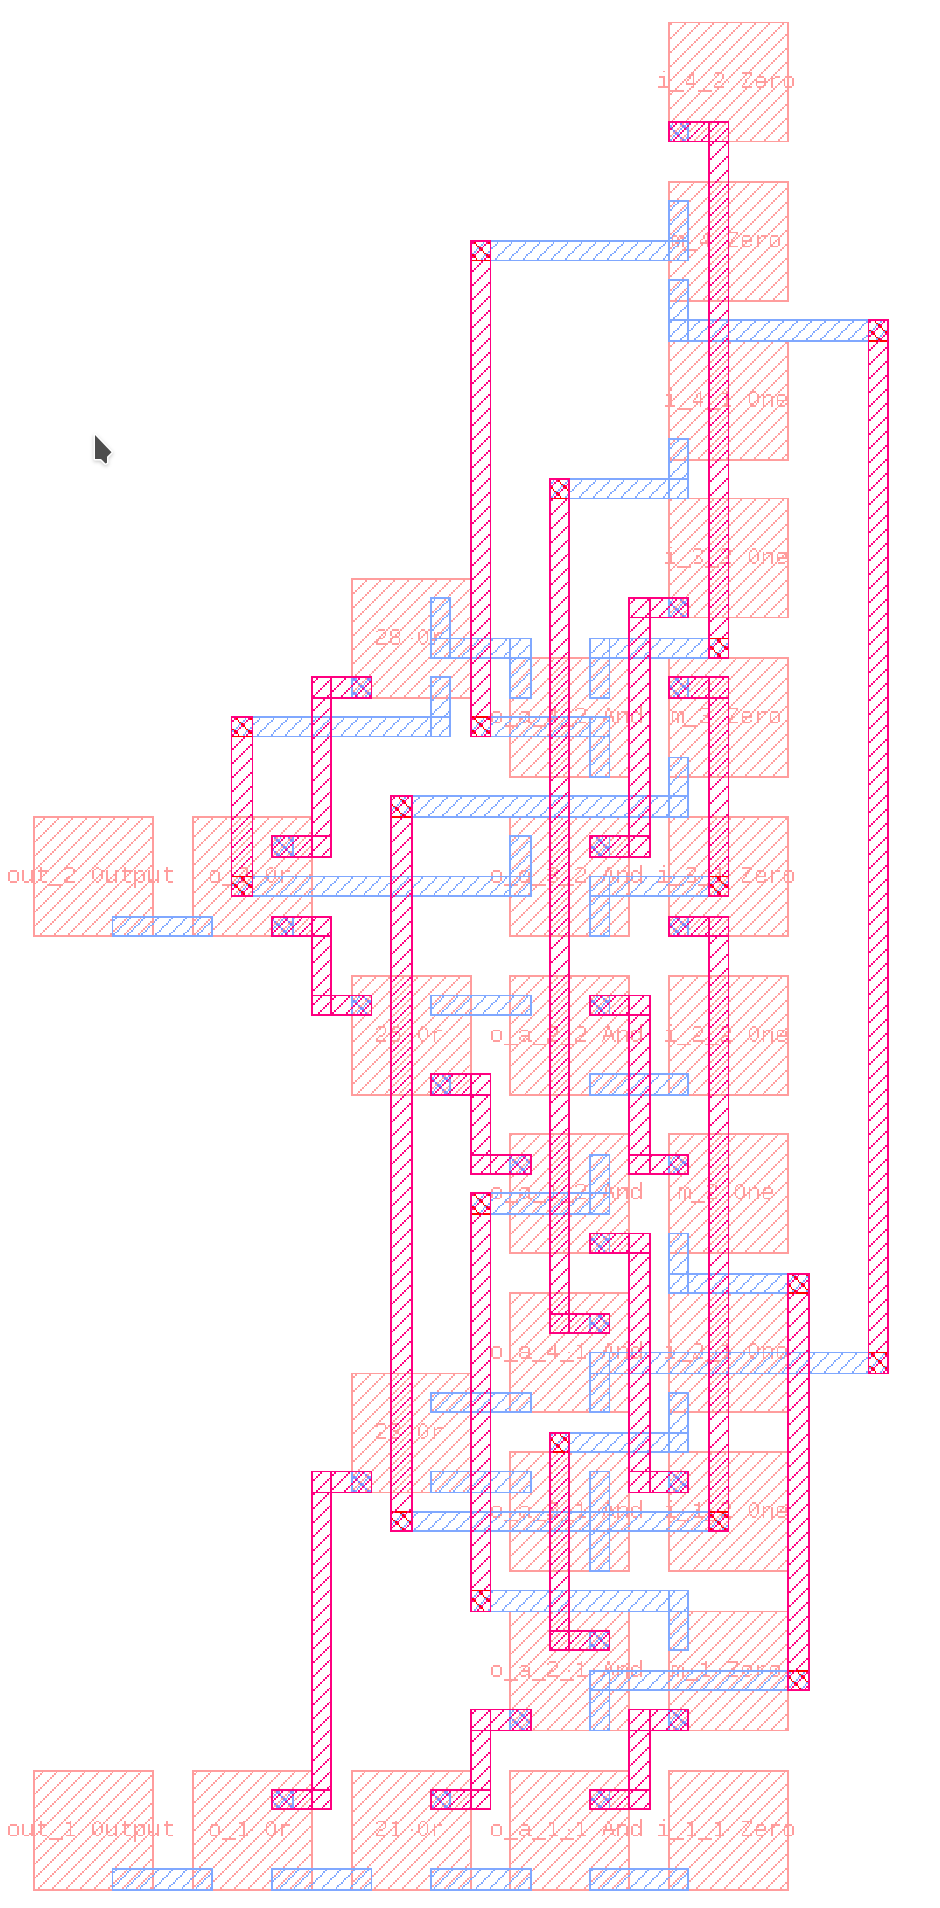 i_4_2 Zero
m_4 Zero
i_4_1 One
i_3_2 One
28 Or
o_a_4_2 And
m_3 Zero
out_2 Output
o_2 Or
o_a_3_2 And
i_3_1 Zero
25 Or
o_a_2_2 And
i_2_2 One
o_a_1_2 And
m_2 One
o_a_4_1 And
i_2_1 One
23 Or
o_a_3_1 And
i_1_2 One
o_a_2_1 And
m_1 Zero
out_1 Output
o_1 Or
21 Or
o_a_1_1 And
i_1_1 Zero